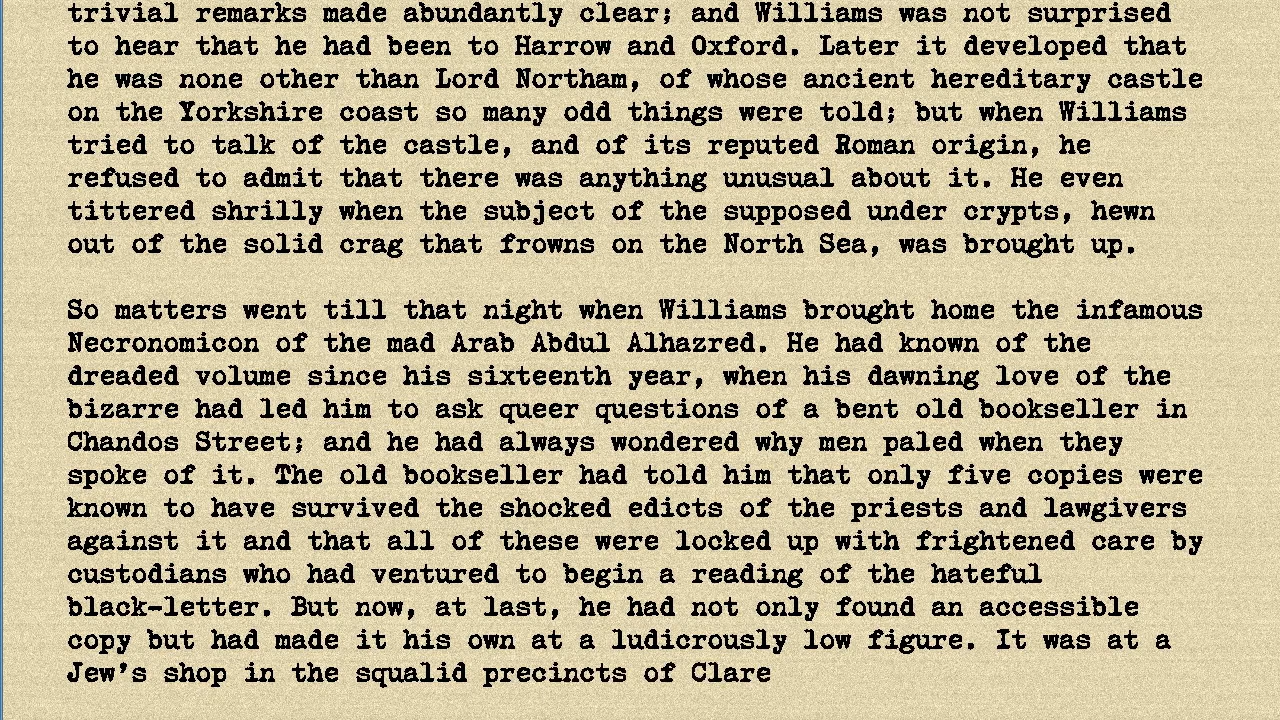 trivial remarks made abundantly clear; and Williams was not surprised
to hear that he had been to Harrow and Oxford. Later it developed that
he was none other than Lord Northam, of whose ancient hereditary castle
on the Yorkshire coast so many odd things were told; but when Williams
tried to talk of the castle, and of its reputed Roman origin, he
refused to admit that there was anything unusual about it. He even
tittered shrilly when the subject of the supposed under crypts, hewn
out of the solid crag that frowns on the North Sea, was brought up.

So matters went till that night when Williams brought home the infamous
Necronomicon of the mad Arab Abdul Alhazred. He had known of the
dreaded volume since his sixteenth year, when his dawning love of the
bizarre had led him to ask queer questions of a bent old bookseller in
Chandos Street; and he had always wondered why men paled when they
spoke of it. The old bookseller had told him that only five copies were
known to have survived the shocked edicts of the priests and lawgivers
against it and that all of these were locked up with frightened care by
custodians who had ventured to begin a reading of the hateful
black-letter. But now, at last, he had not only found an accessible
copy but had made it his own at a ludicrously low figure. It was at a
Jew's shop in the squalid precincts of Clare